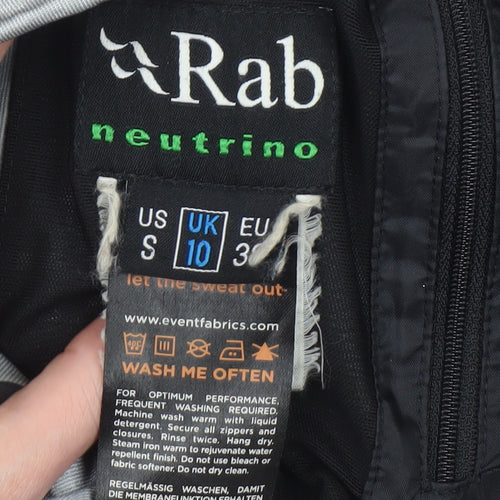 Rab
neutrino
US UK EU
S 10
let the sweat out
www.eventfabrics.com
WASH ME OFTEN
FOR OPTIMUM PERFORMANCE,
FREQUENT WASHING REQUIRED.
Machine wash warm with liquid
detergent. Secure all zippers and
closures. Rinse twice. Hang dry.
Steam iron warm to rejuvenate water
repellent finish. Do not use bleach or
fabric softener. Do not dry clean.
REGELMÄSSIG WASCHEN, DAMIT
DIE MEMBRANFUNKTION ERHALTEN